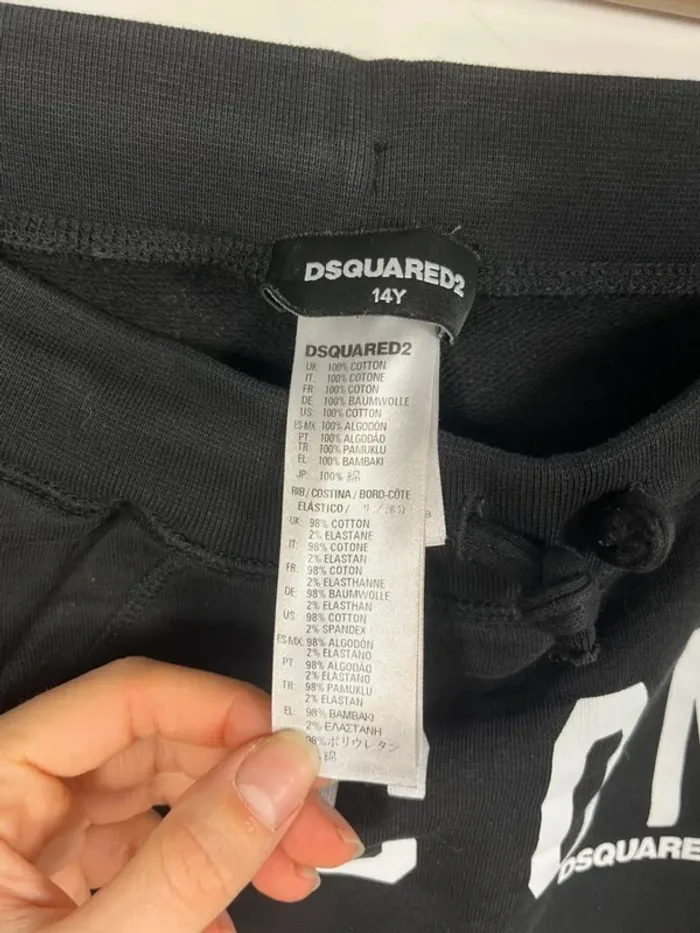 DSQUARED2
14Y
DSQUARED2
UK: 100% COTTON
IT: 100% COTONE
FR: 100% COTON
DE: 100% BAUMWOLLE
US: 100% COTTON
ES-MX: 100% ALGODÓN
PT: 100% ALGODÃO
TR: 100% PAMUKLU
EL: 100% BAMBAKI
JP: 100% 綿
RIB/COSTINA/BORD-CÔTE
ELÁSTICO/
UK: 98% COTTON
2% ELASTANE
IT: 98% COTONE
2% ELASTAN
FR: 98% COTON
2% ELASTHANNE
DE: 98% BAUMWOLLE
2% ELASTHAN
US: 98% COTTON
2% SPANDEX
ES-MX: 98% ALGODÓN
2% ELASTANO
PT: 98% ALGODÃO
2% ELASTANO
TR: 98% PAMUKLU
2% ELASTAN
EL: 98% BAMBAKI
2% ΕΛΑΣΤΑΝΗ
98%ポリウレタン
綿
DSQUARE